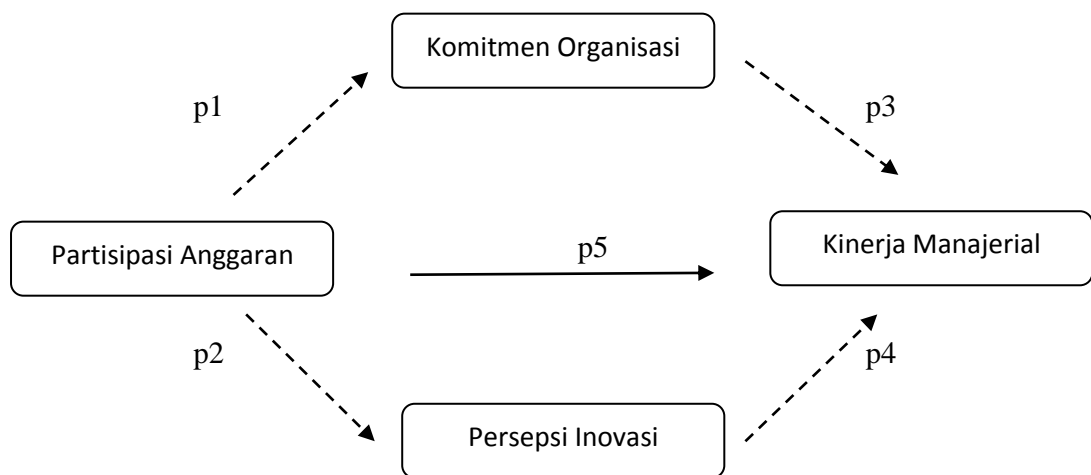 Komitmen Organisasi
p1
p3
Partisipasi Anggaran
p5
Kinerja Manajerial
p2
p4
Persepsi Inovasi